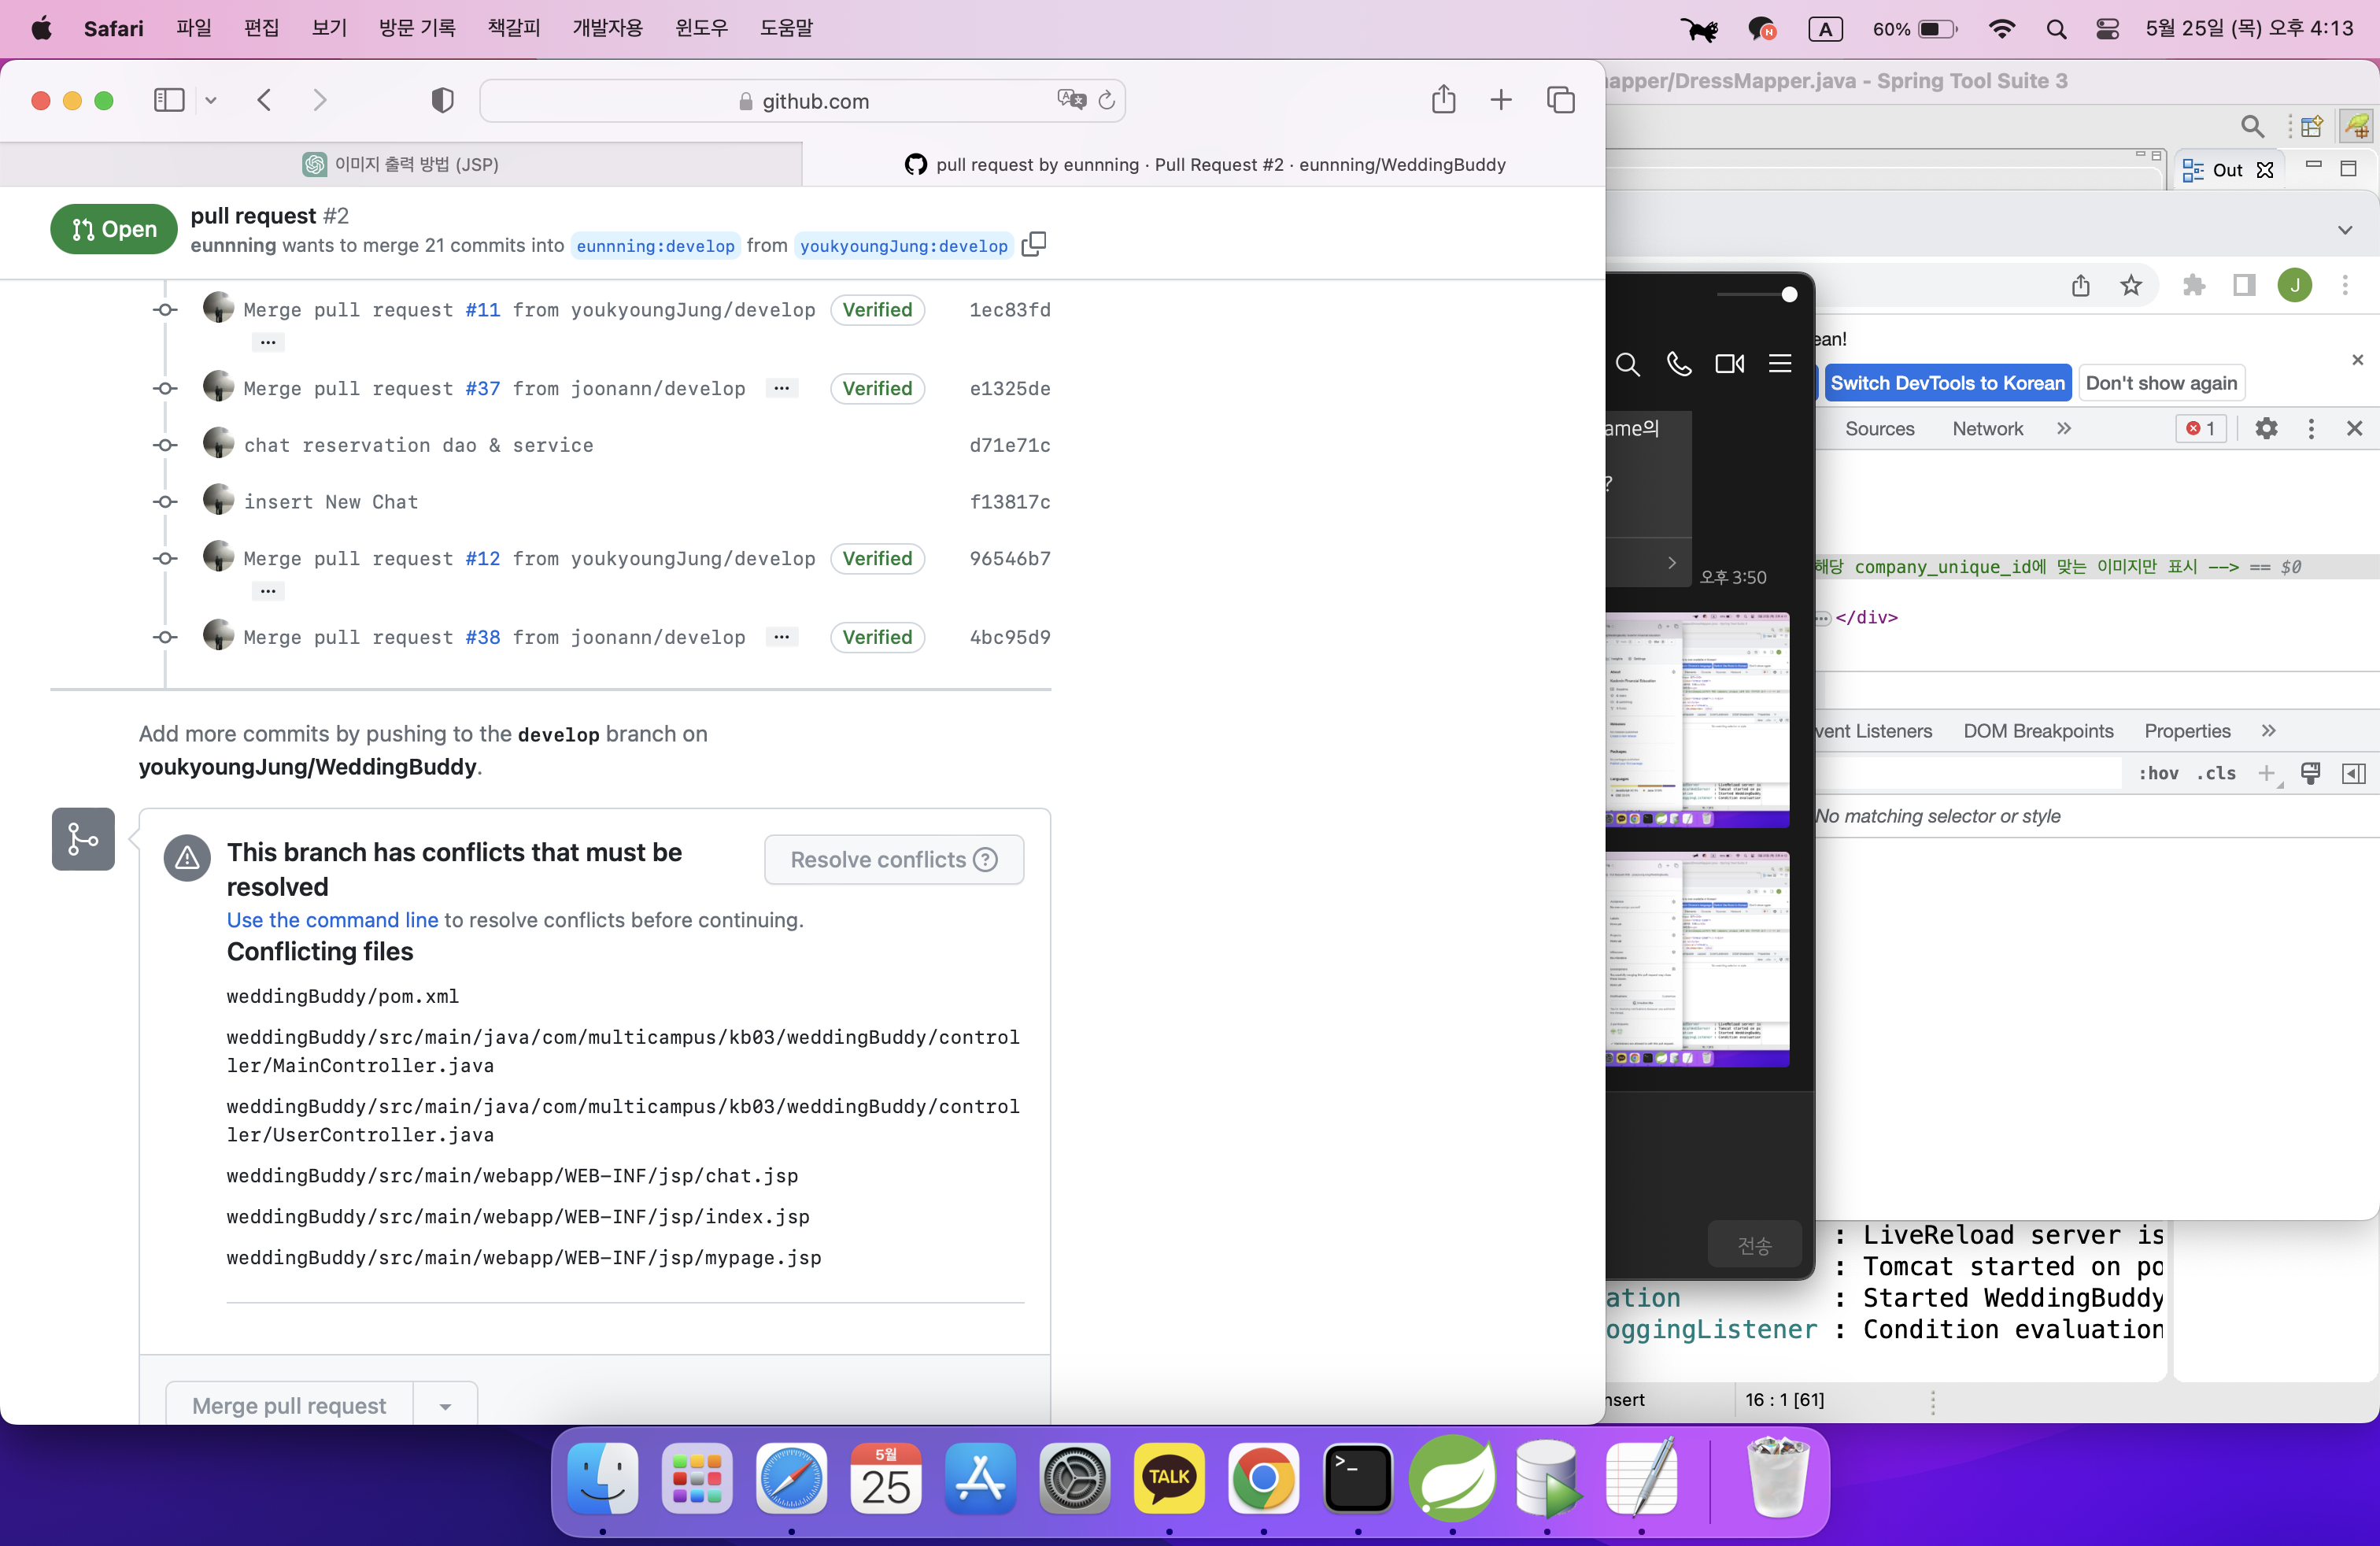 Safari 파일 편집 보기 방문 기록 책갈피 개발자용 윈도우 도움말
A 60% 5월 25일 (목) 오후 4:13
github.com
이미지 출력 방법 (JSP)
pull request by eunnning · Pull Request #2 · eunnning/WeddingBuddy
Open
pull request #2
eunnning wants to merge 21 commits into eunnning:develop from youkyoungJung:develop
Merge pull request #11 from youkyoungJung/develop Verified 1ec83fd
...
Merge pull request #37 from joonann/develop ... Verified e1325de
chat reservation dao & service d71e71c
insert New Chat f13817c
Merge pull request #12 from youkyoungJung/develop Verified 96546b7
...
Merge pull request #38 from joonann/develop ... Verified 4bc95d9
Add more commits by pushing to the develop branch on
youkyoungJung/WeddingBuddy.
This branch has conflicts that must be
resolved
Resolve conflicts
Use the command line to resolve conflicts before continuing.
Conflicting files
weddingBuddy/pom.xml
weddingBuddy/src/main/java/com/multicampus/kb03/weddingBuddy/control
ler/MainController.java
weddingBuddy/src/main/java/com/multicampus/kb03/weddingBuddy/control
ler/UserController.java
weddingBuddy/src/main/webapp/WEB-INF/jsp/chat.jsp
weddingBuddy/src/main/webapp/WEB-INF/jsp/index.jsp
weddingBuddy/src/main/webapp/WEB-INF/jsp/mypage.jsp
Merge pull request
apper/DressMapper.java - Spring Tool Suite 3
Out
J
ean!
Switch DevTools to Korean Don't show again
Sources Network » 1
ame의
?
오후 3:50
해당 company_unique_id에 맞는 이미지만 표시 --> == $0
</div>
vent Listeners DOM Breakpoints Properties »
:hov .cls +
No matching selector or style
전송
: LiveReload server is
: Tomcat started on po
ation : Started WeddingBuddy
oggingListener : Condition evaluation
nsert 16 : 1 [61]
5월
25
TALK